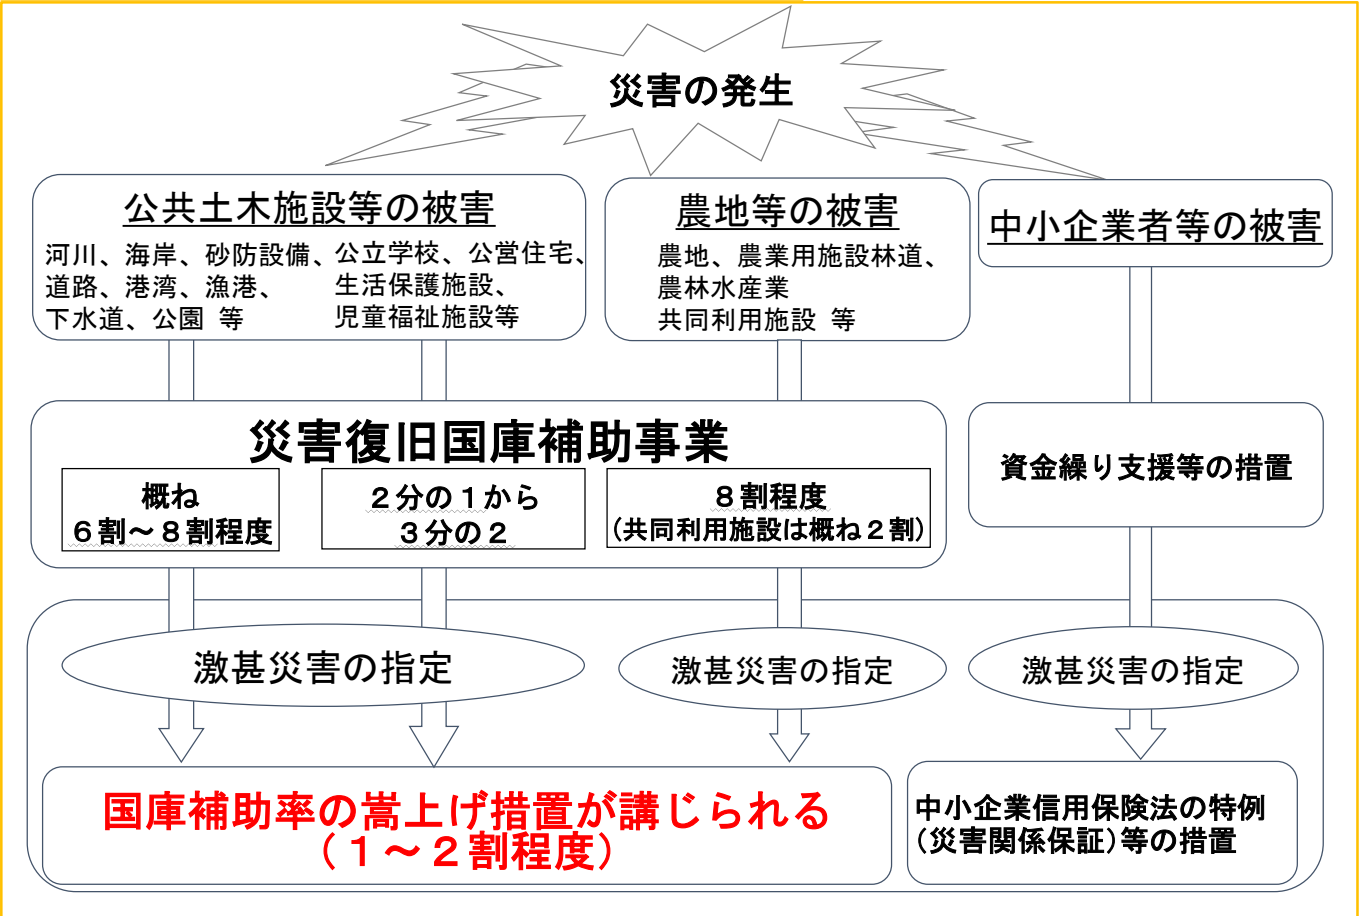 災害の発生
公共土木施設等の被害
河川、海岸、砂防設備、
道路、港湾、漁港、
下水道、公園 等
公立学校、公営住宅、
生活保護施設、
児童福祉施設等
農地等の被害
農地、農業用施設林道、
農林水産業
共同利用施設 等
中小企業者等の被害
災害復旧国庫補助事業
概ね
6割～8割程度
2分の1から
3分の2
8割程度
(共同利用施設は概ね2割)
資金繰り支援等の措置
激甚災害の指定
激甚災害の指定
激甚災害の指定
国庫補助率の嵩上げ措置が講じられる
(1～2割程度)
中小企業信用保険法の特例
(災害関係保証)等の措置